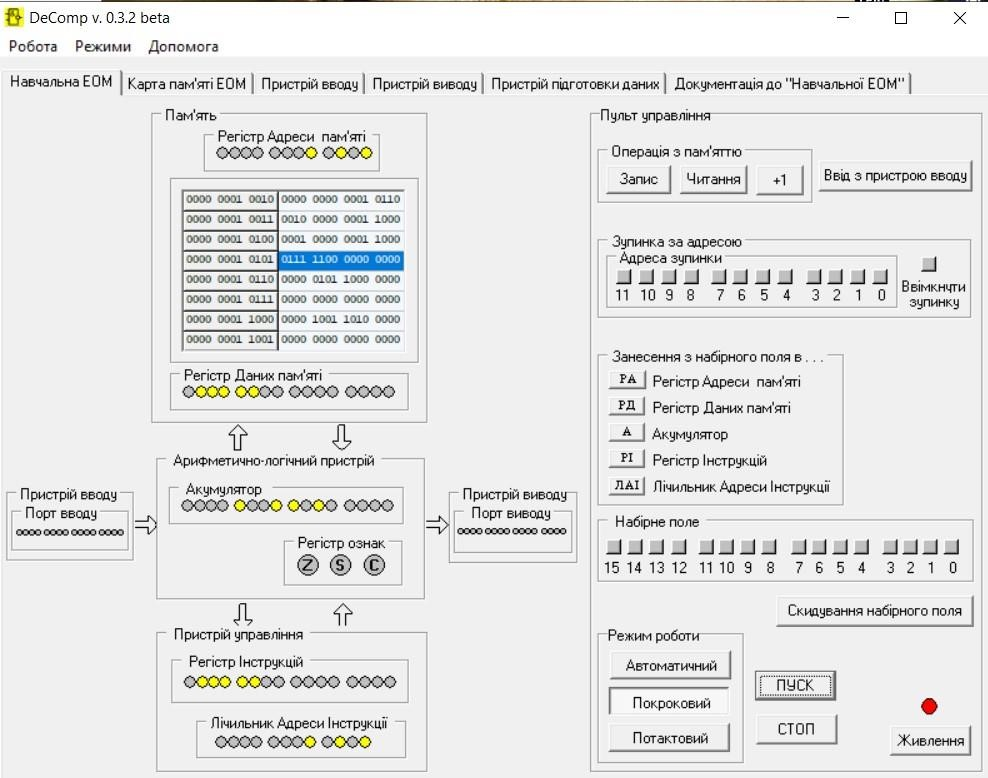 DeComp v. 0.3.2 beta
Робота Режими Допомога
Навчальна ЕОМ Карта пам'яті ЕОМ Пристрій вводу Пристрій виводу Пристрій підготовки даних Документація до "Навчальної ЕОМ"
Пам'ять
Регістр Адреси пам'яті
0000 0001 0010 0000 0000 0001 0110
0000 0001 0011 0010 0000 0001 1000
0000 0001 0100 0001 0000 0001 1000
0000 0001 0101 0111 1100 0000 0000
0000 0001 0110 0000 0101 1000 0000
0000 0001 0111 0000 0000 0000 0000
0000 0001 1000 0000 1001 1010 0000
0000 0001 1001 0000 0000 0000 0000
Регістр Даних пам'яті
Арифметично-логічний пристрій
Акумулятор
Регістр ознак
Z S C
Пристрій вводу
Порт вводу
Пристрій виводу
Порт виводу
Пристрій управління
Регістр Інструкцій
Лічильник Адреси Інструкції
Пульт управління
Операція з пам'яттю
Запис Читання +1
Ввід з пристрою вводу
Зупинка за адресою
Адреса зупинки
11 10 9 8 7 6 5 4 3 2 1 0
Ввімкнути
зупинку
Занесення з набірного поля в . . .
РА Регістр Адреси пам'яті
РД Регістр Даних пам'яті
А Акумулятор
РІ Регістр Інструкцій
ЛАІ Лічильник Адреси Інструкції
Набірне поле
15 14 13 12 11 10 9 8 7 6 5 4 3 2 1 0
Скидування набірного поля
Режим роботи
Автоматичний
Покроковий
Потактовий
ПУСК
СТОП
Живлення